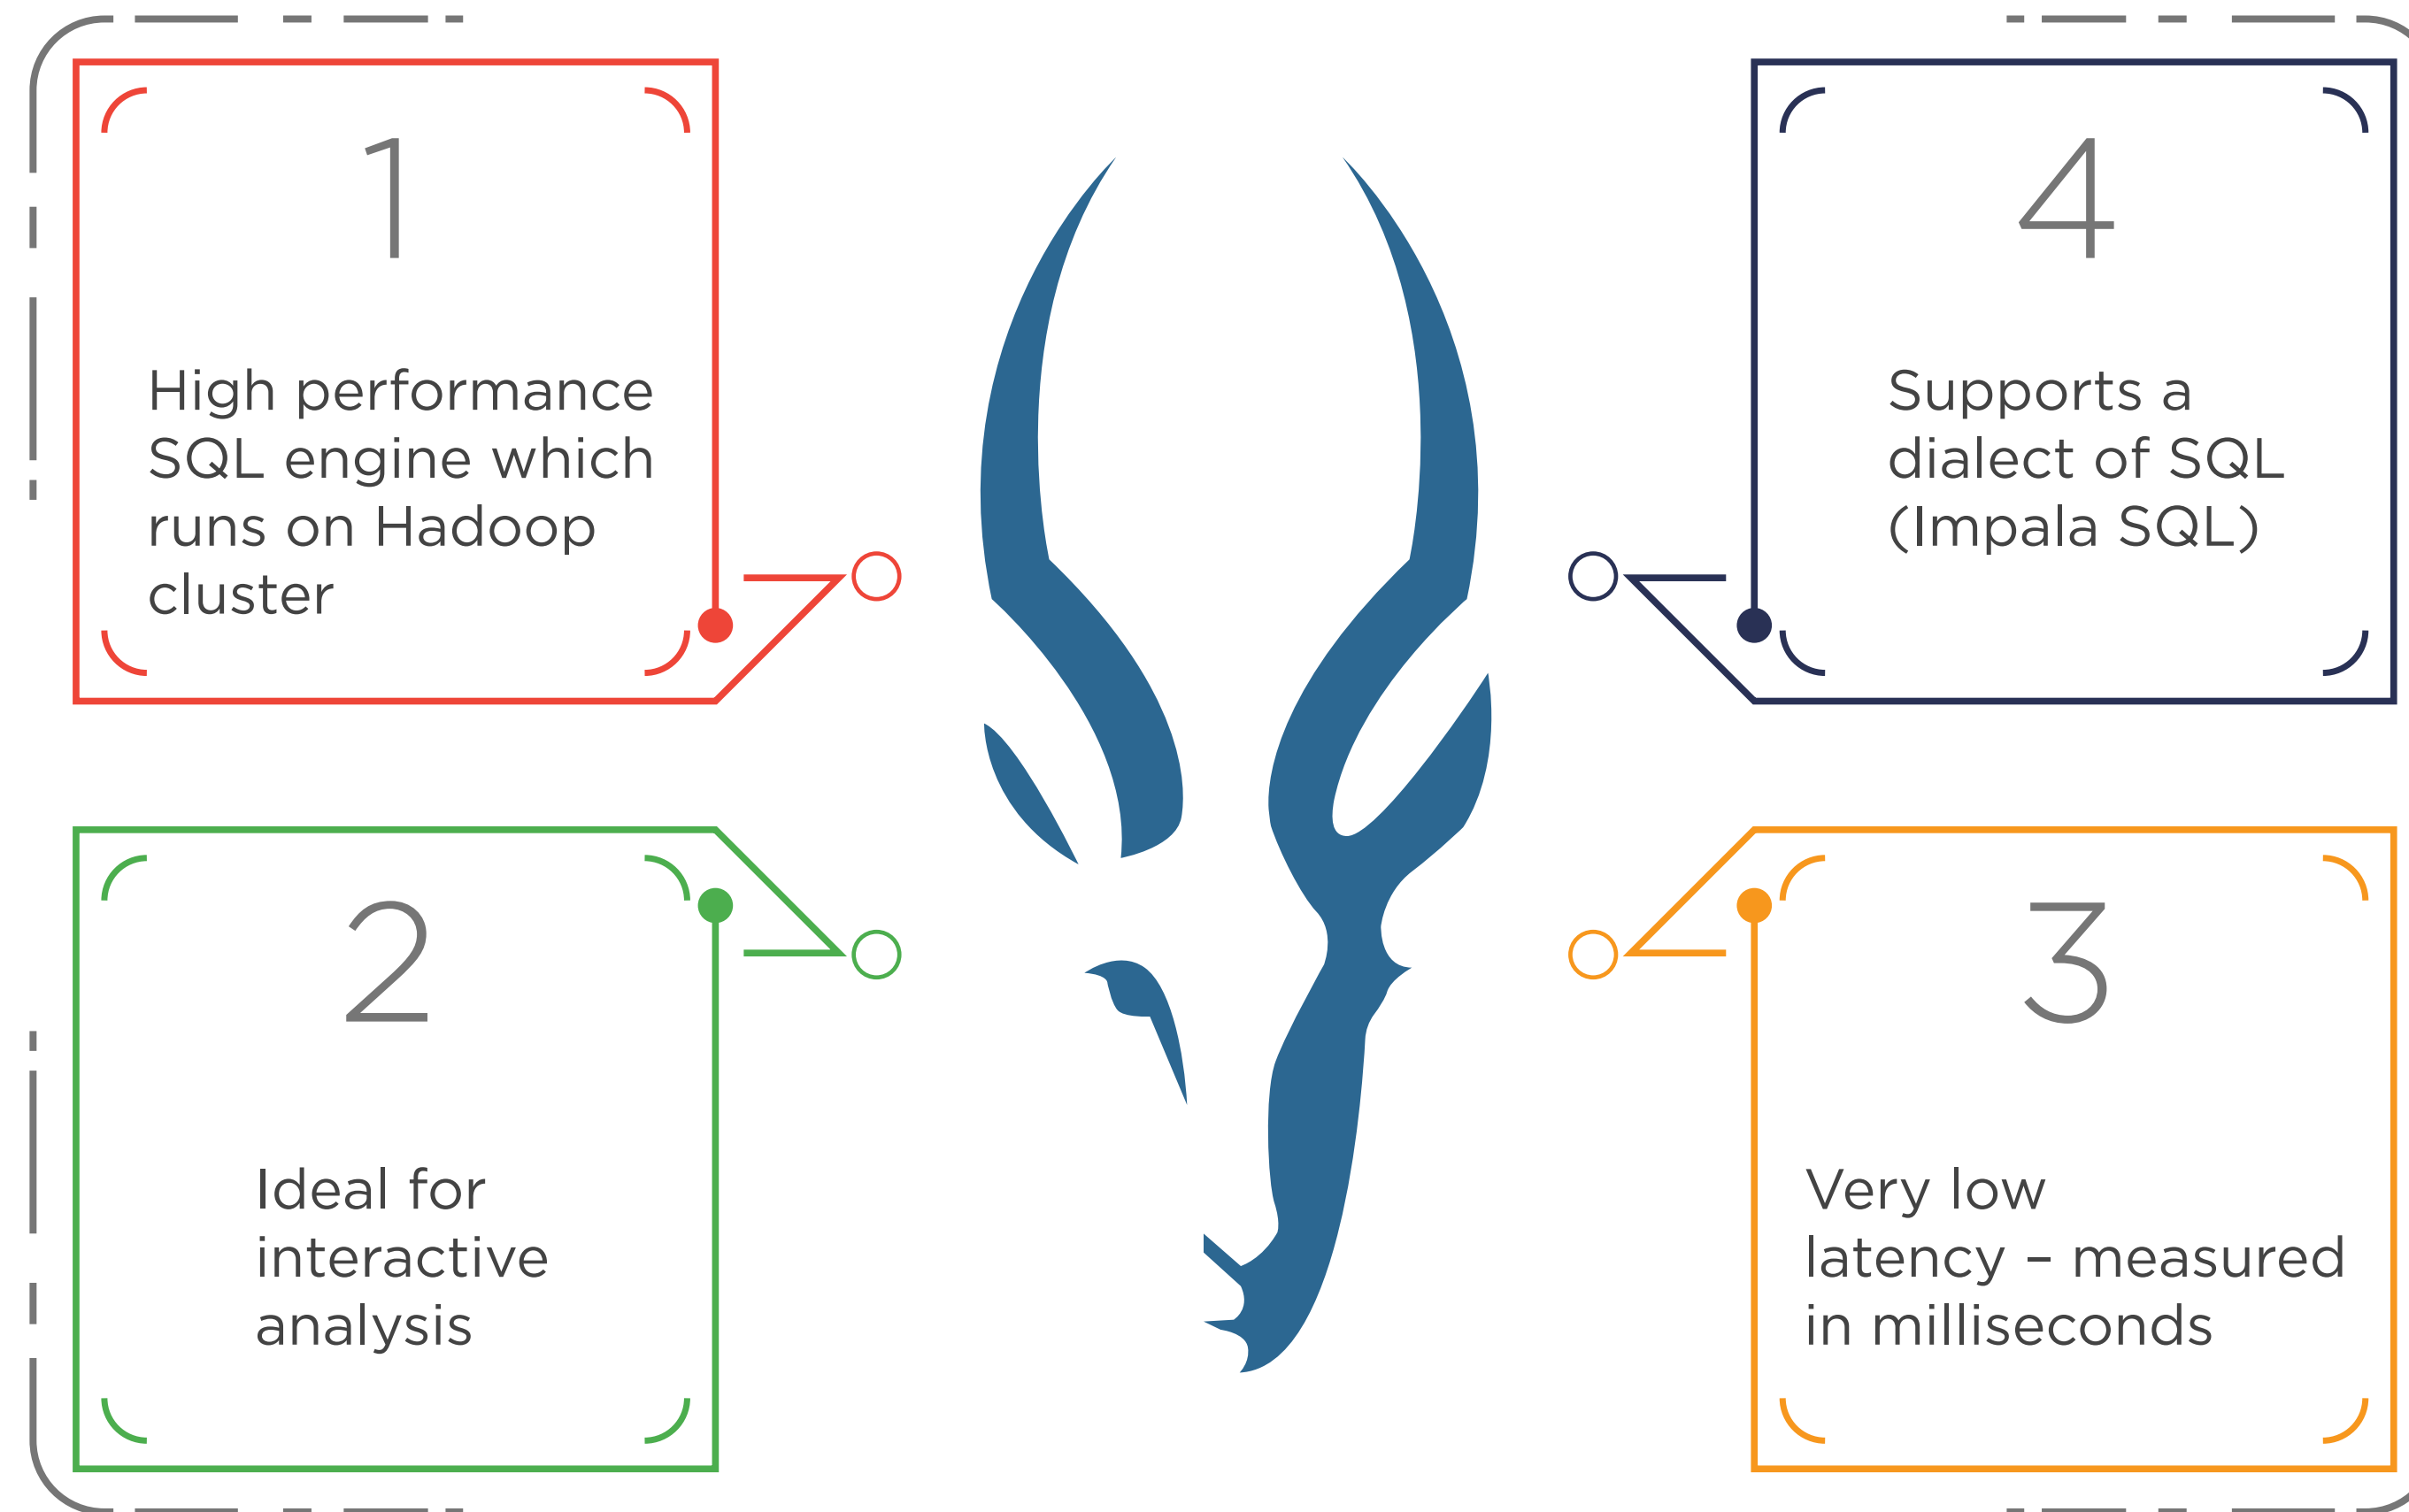 1
High perfomance
SQL engine which
runs on Hadoop
cluster
2
Ideal for
interactive
analysis
3
Very low
latency – measured
in milliseconds
4
Supports a
dialect of SQL
(Impala SQL)